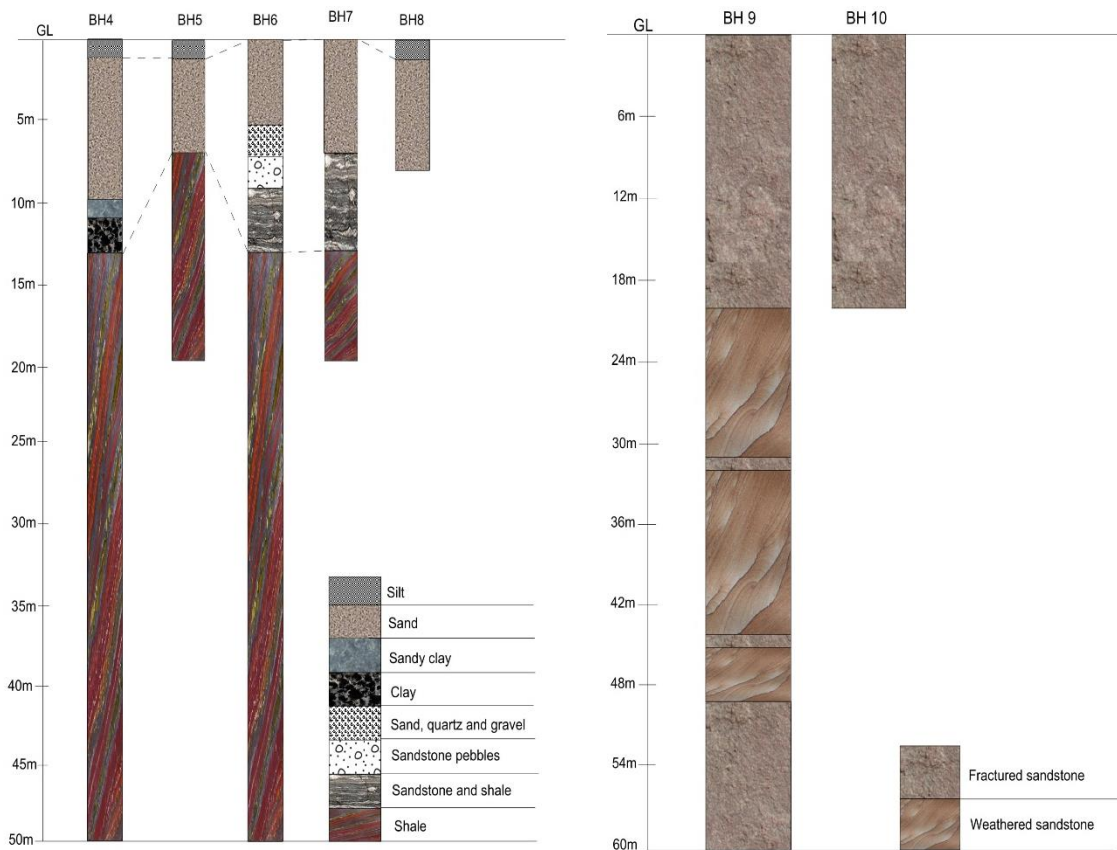 BH4 BH5 BH6 BH7 BH8
GL
5m
10m
15m
20m
25m
30m
35m
40m
45m
50m
Silt
Sand
Sandy clay
Clay
Sand, quartz and gravel
Sandstone pebbles
Sandstone and shale
Shale
BH 9 BH 10
GL
6m
12m
18m
24m
30m
36m
42m
48m
54m
60m
Fractured sandstone
Weathered sandstone